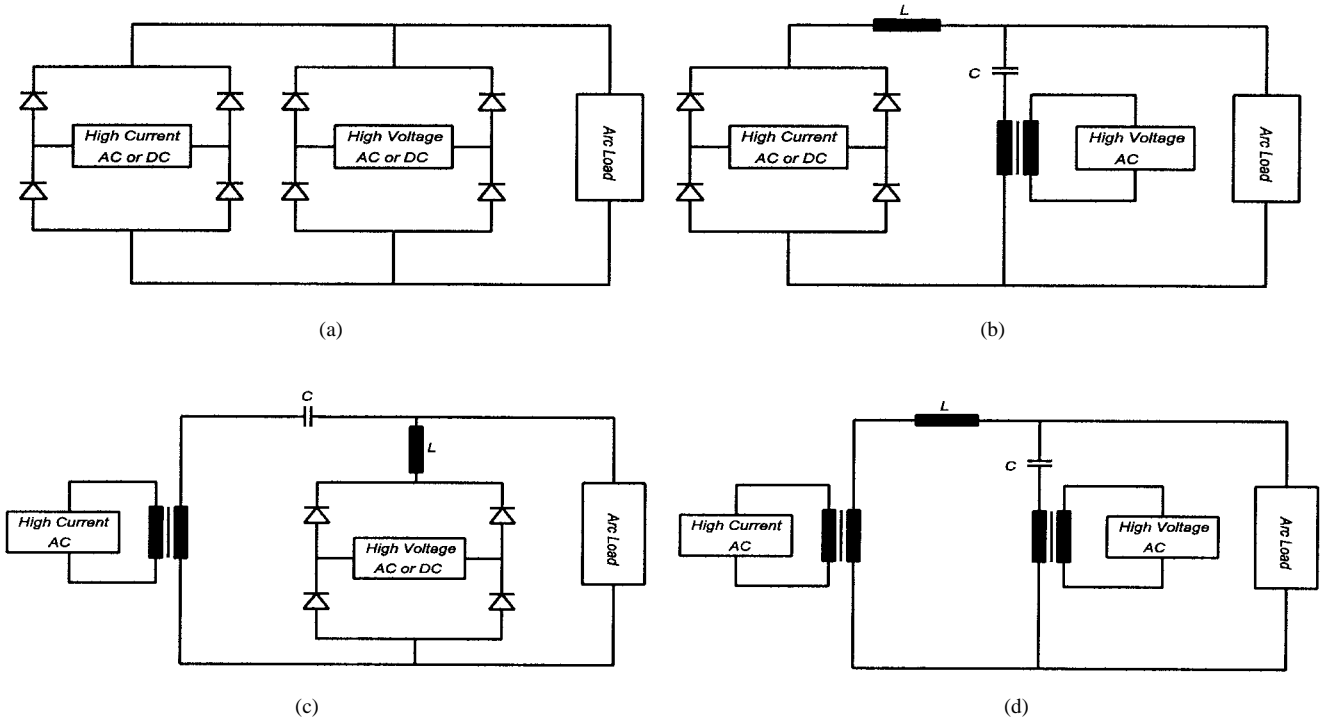 High Current
AC or DC
High Voltage
AC or DC
Arc Load
(a)
L
C
High Current
AC or DC
High Voltage
AC
Arc Load
(b)
C
L
High Current
AC
High Voltage
AC or DC
Arc Load
(c)
L
C
High Current
AC
High Voltage
AC
Arc Load
(d)